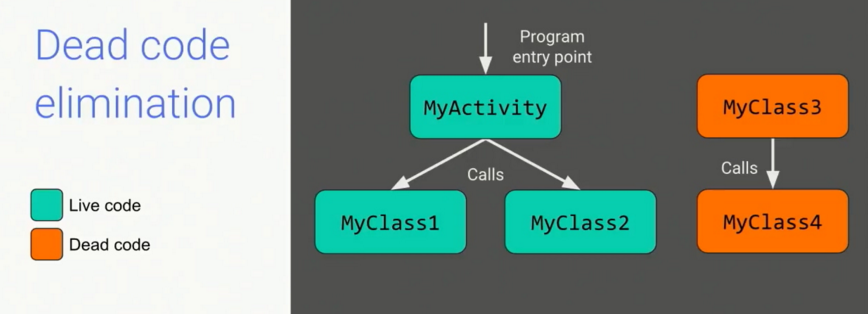 Dead code
elimination
Live code
Dead code
Program
entry point
MyActivity
Calls
MyClass1
MyClass2
MyClass3
Calls
MyClass4